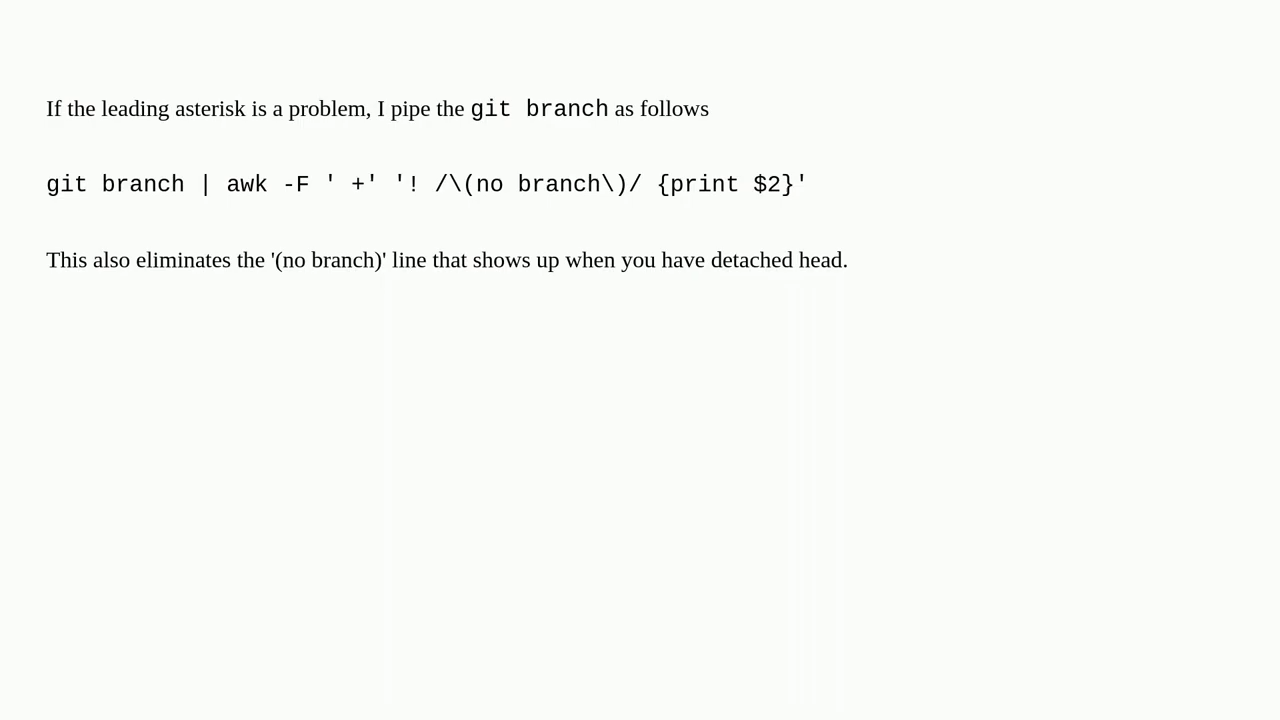 If the leading asterisk is a problem, I pipe the git branch as follows
git branch | awk -F ' +' '! /\(no branch\)/ {print $2}'
This also eliminates the '(no branch)' line that shows up when you have detached head.